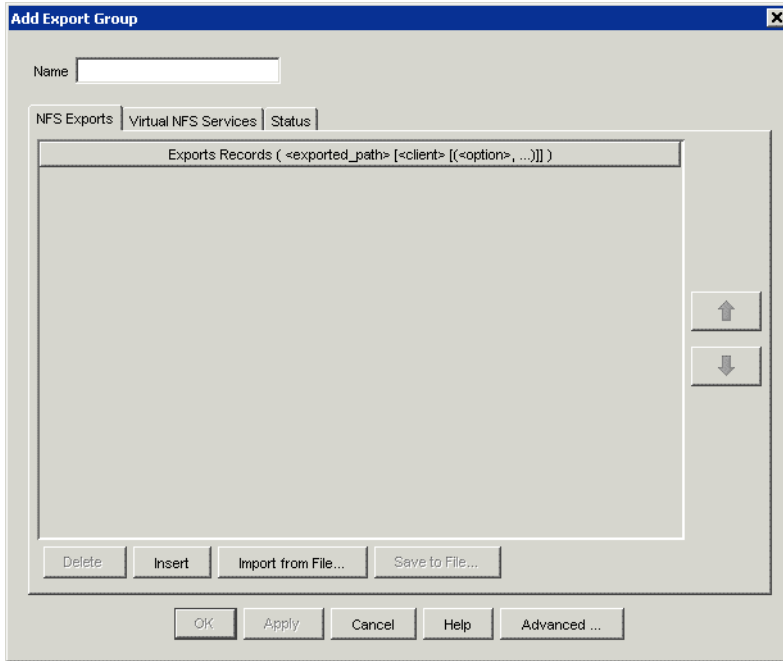 Add Export Group
Name
NFS Exports Virtual NFS Services Status
Exports Records ( <exported_path> [<client> [(<option>, ...)]] )
Delete Insert Import from File... Save to File...
OK Apply Cancel Help Advanced ...